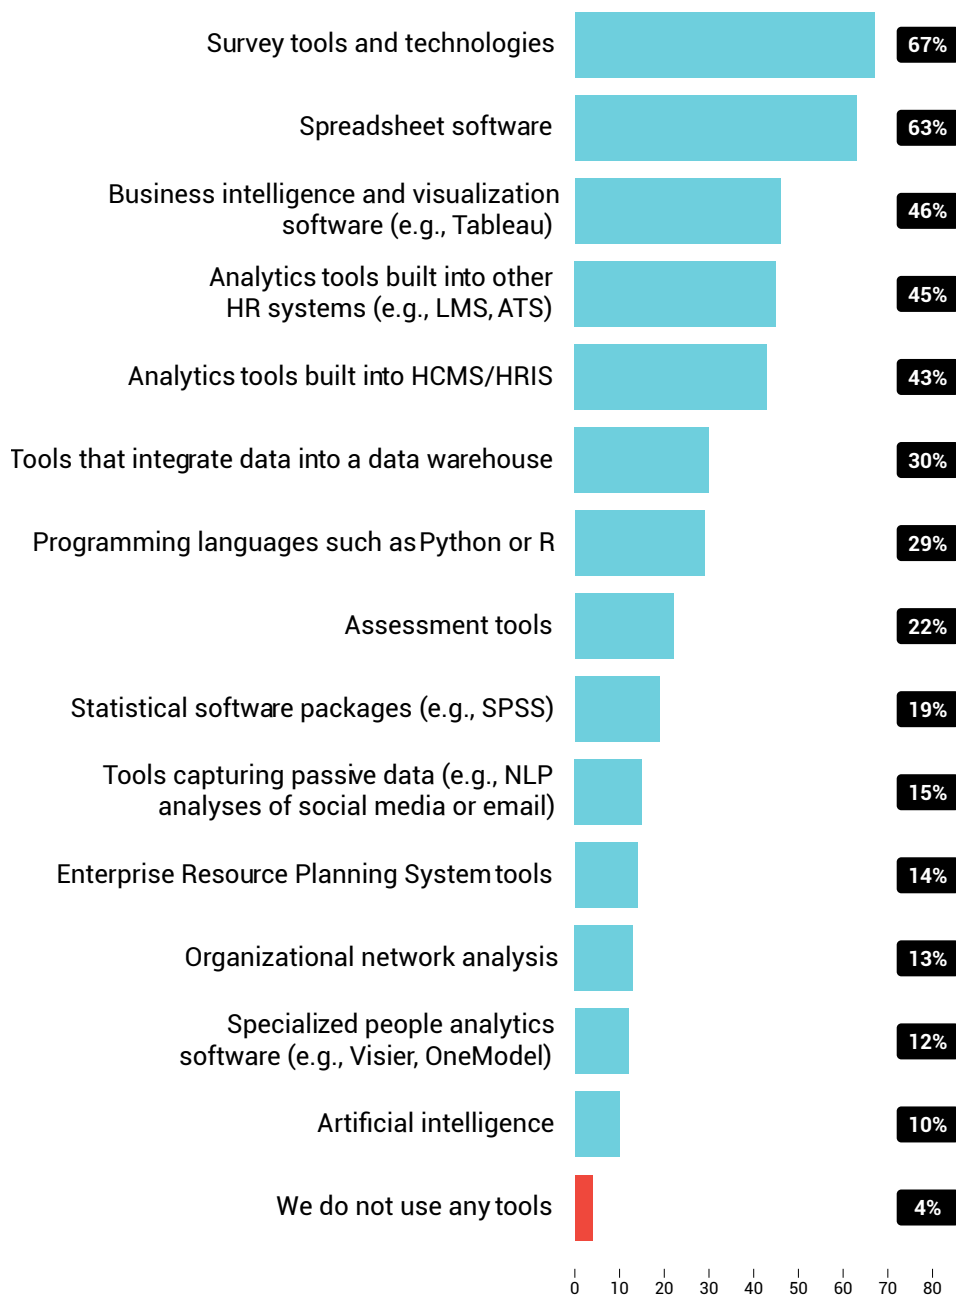 Survey tools and technologies 67%
Spreadsheet software 63%
Business intelligence and visualization
software (e.g., Tableau) 46%
Analytics tools built into other
HR systems (e.g., LMS, ATS) 45%
Analytics tools built into HCMS/HRIS 43%
Tools that integrate data into a data warehouse 30%
Programming languages such as Python or R 29%
Assessment tools 22%
Statistical software packages (e.g., SPSS) 19%
Tools capturing passive data (e.g., NLP
analyses of social media or email) 15%
Enterprise Resource Planning System tools 14%
Organizational network analysis 13%
Specialized people analytics
software (e.g., Visier, OneModel) 12%
Artificial intelligence 10%
We do not use any tools 4%
0 10 20 30 40 50 60 70 80